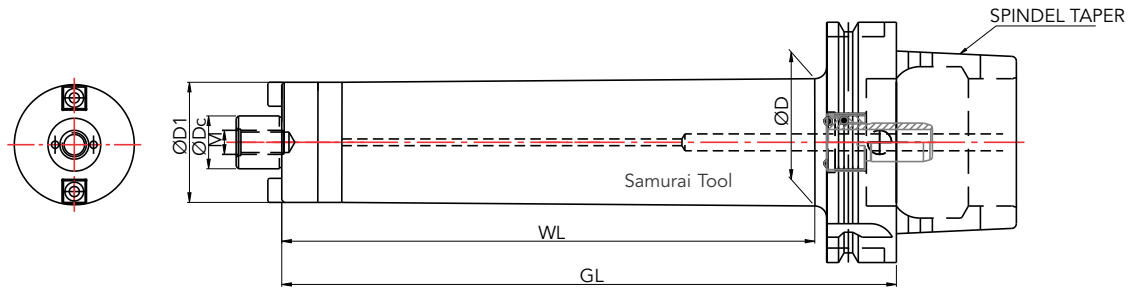 SPINDEL TAPER
ØD1
ØDc
M
ØD
Samurai Tool
WL
GL